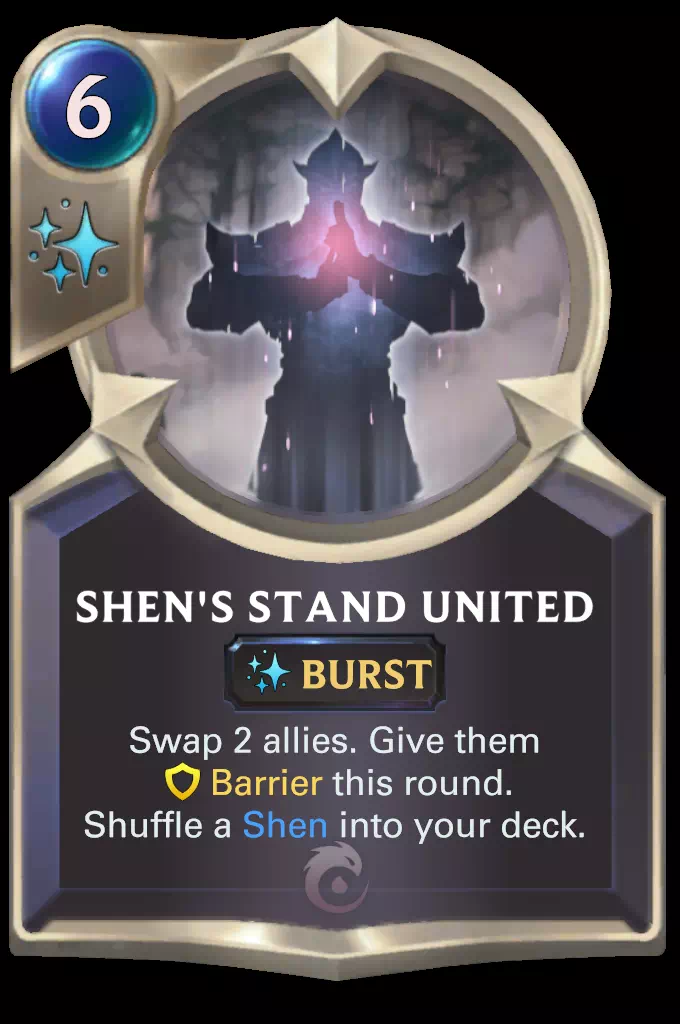 6
SHEN'S STAND UNITED
BURST
Swap 2 allies. Give them
Barrier this round.
Shuffle a Shen into your deck.